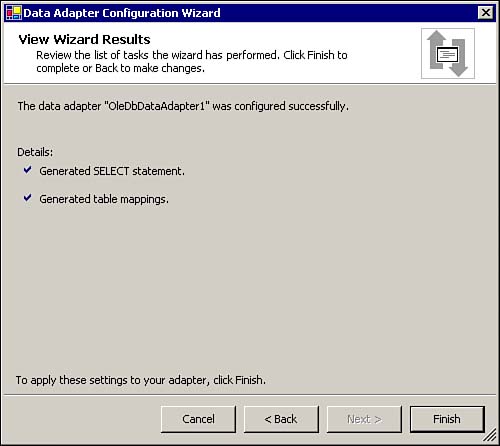 Data Adapter Configuration Wizard
View Wizard Results
Review the list of tasks the wizard has performed. Click Finish to
complete or Back to make changes.
The data adapter "OleDbDataAdapter1" was configured successfully.
Details:
Generated SELECT statement.
Generated table mappings.
To apply these settings to your adapter, click Finish.
Cancel
< Back
Next >
Finish